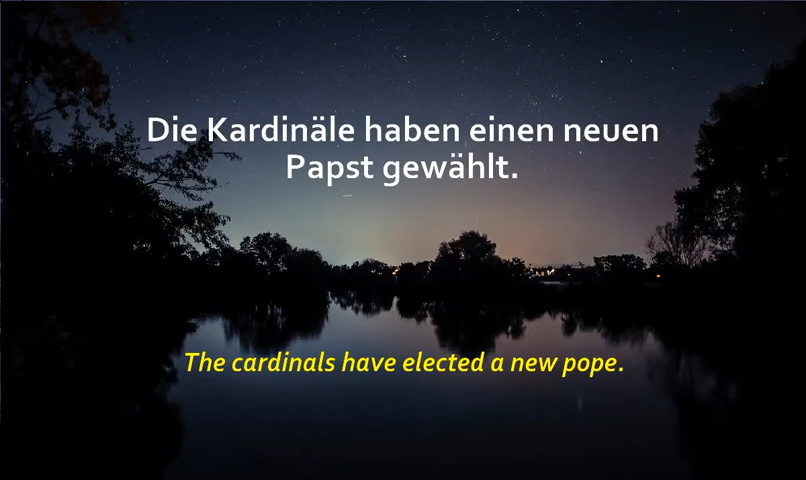 Die Kardinäle haben einen neuen
Papst gewählt.
The cardinals have elected a new pope.